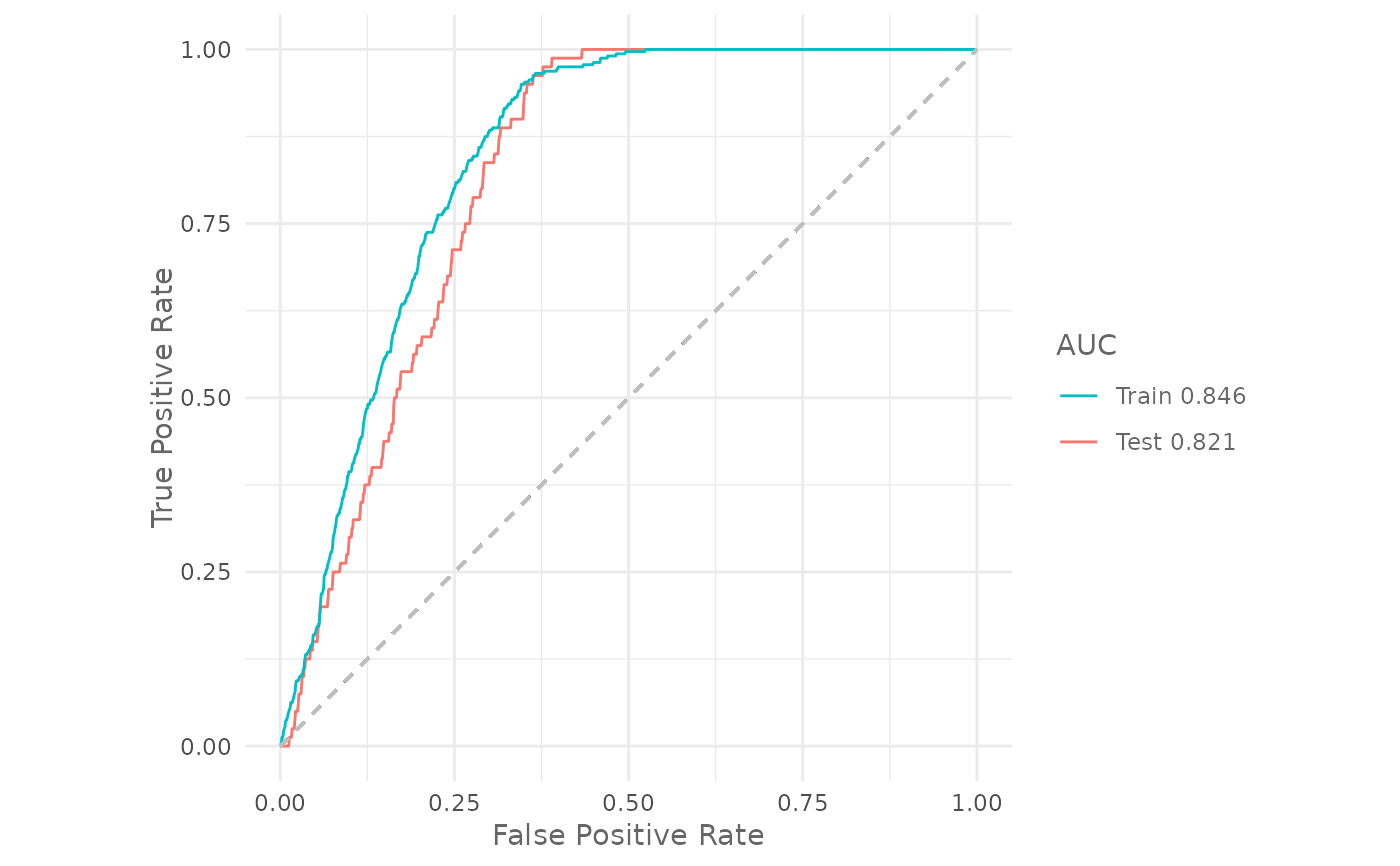 1.00
0.75
0.50
0.25
0.00
True Positive Rate
0.00 0.25 0.50 0.75 1.00
False Positive Rate
AUC
Train 0.846
Test 0.821